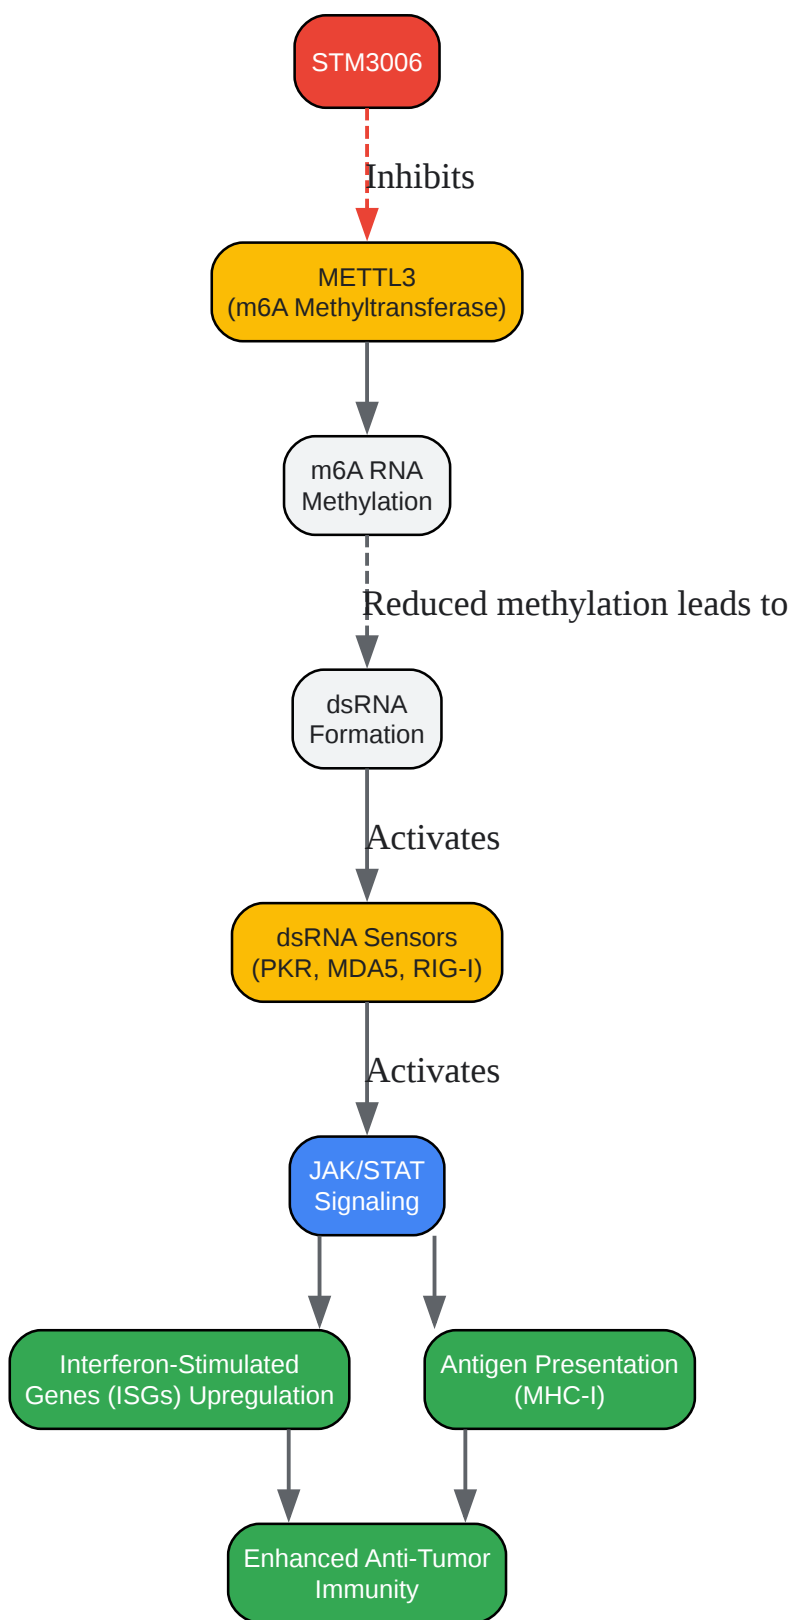 STM3006
Inhibits
METTL3
(m6A Methyltransferase)
m6A RNA
Methylation
Reduced methylation leads to
dsRNA
Formation
Activates
dsRNA Sensors
(PKR, MDA5, RIG-I)
Activates
JAK/STAT
Signaling
Interferon-Stimulated
Genes (ISGs) Upregulation
Antigen Presentation
(MHC-I)
Enhanced Anti-Tumor
Immunity